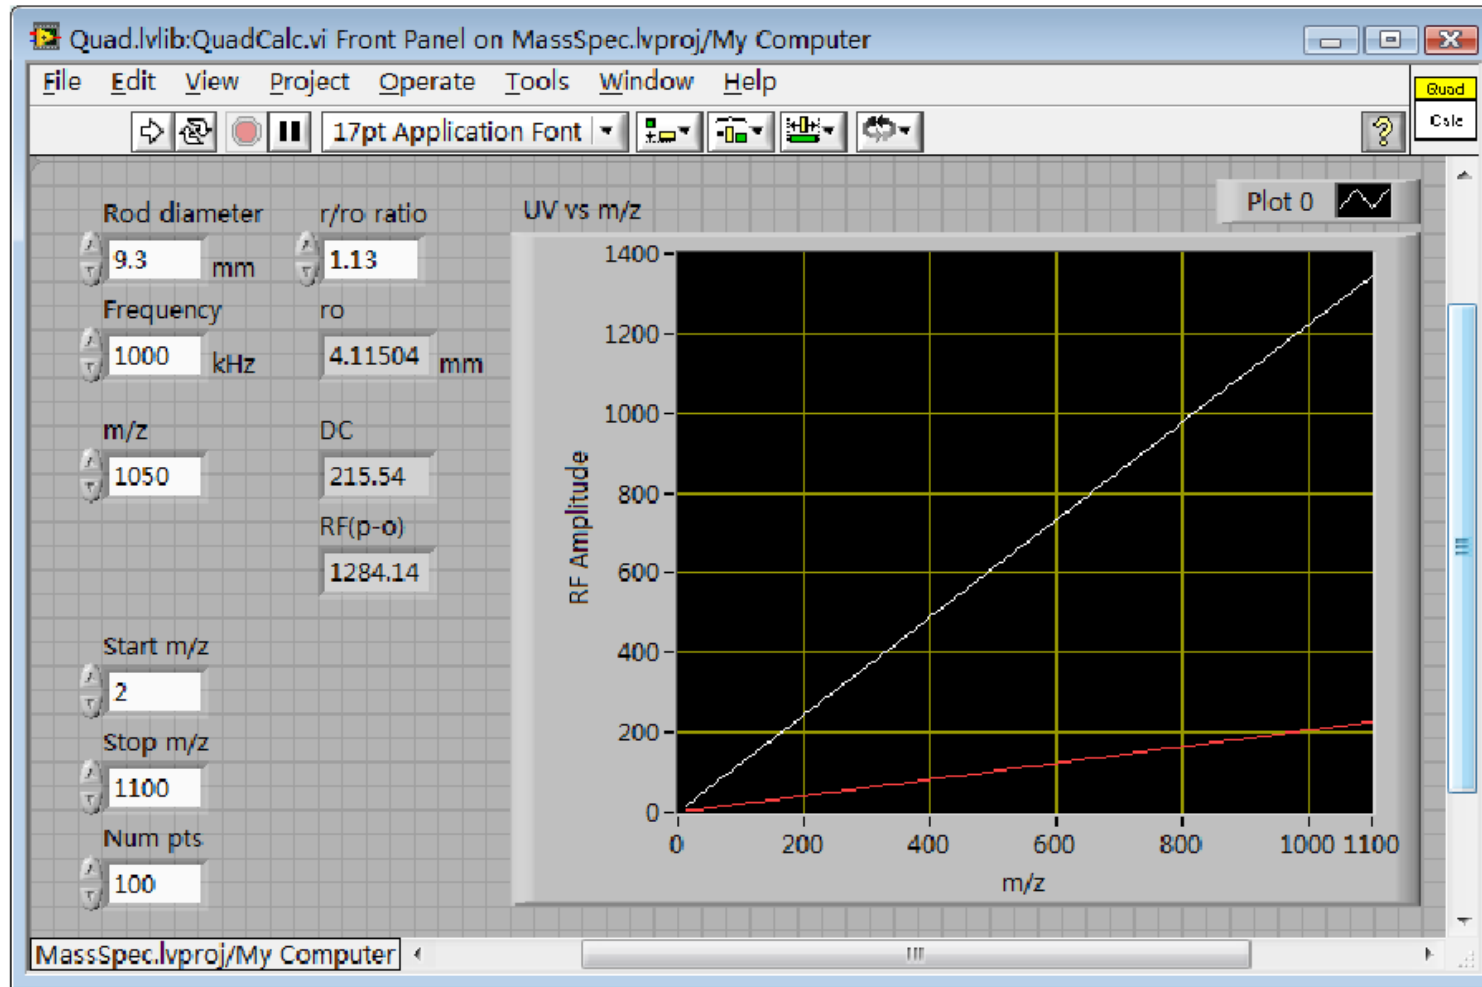 Quad.lvlib:QuadCalc.vi Front Panel on MassSpec.lvproj/My Computer
File Edit View Project Operate Tools Window Help
Quad
Calc
17pt Application Font
?
Rod diameter
9.3 mm
r/ro ratio
1.13
Frequency
1000 kHz
ro
4.11504 mm
m/z
1050
DC
215.54
RF(p-o)
1284.14
Start m/z
2
Stop m/z
1100
Num pts
100
UV vs m/z
Plot 0
RF Amplitude
1400
1200
1000
800
600
400
200
0
0 200 400 600 800 1000 1100
m/z
MassSpec.lvproj/My Computer